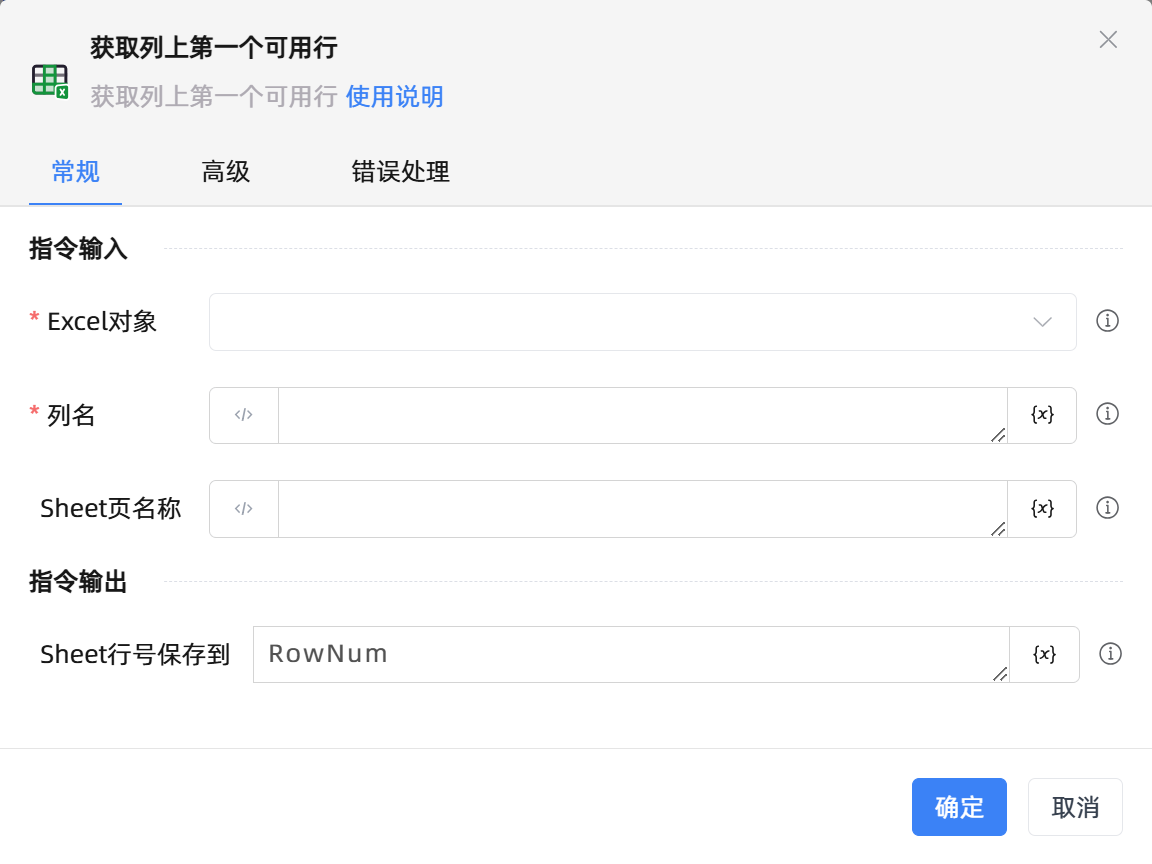 获取列上第一个可用行
获取列上第一个可用行 使用说明
常规 高级 错误处理
指令输入
* Excel对象
* 列名 </> {x}
Sheet页名称 </> {x}
指令输出
Sheet行号保存到 RowNum {x}
确定 取消